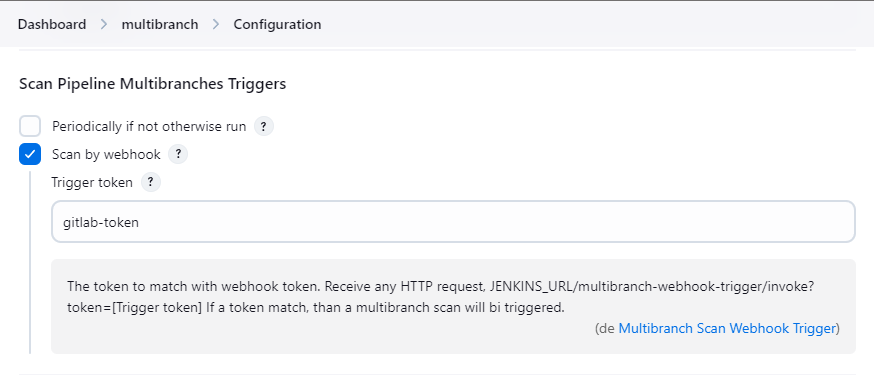 Dashboard > multibranch > Configuration
Scan Pipeline Multibranches Triggers
Periodically if not otherwise run ?
Scan by webhook ?
Trigger token ?
gitlab-token
The token to match with webhook token. Receive any HTTP request, JENKINS_URL/multibranch-webhook-trigger/invoke?
token=[Trigger token] If a token match, than a multibranch scan will bi triggered.
(de Multibranch Scan Webhook Trigger)